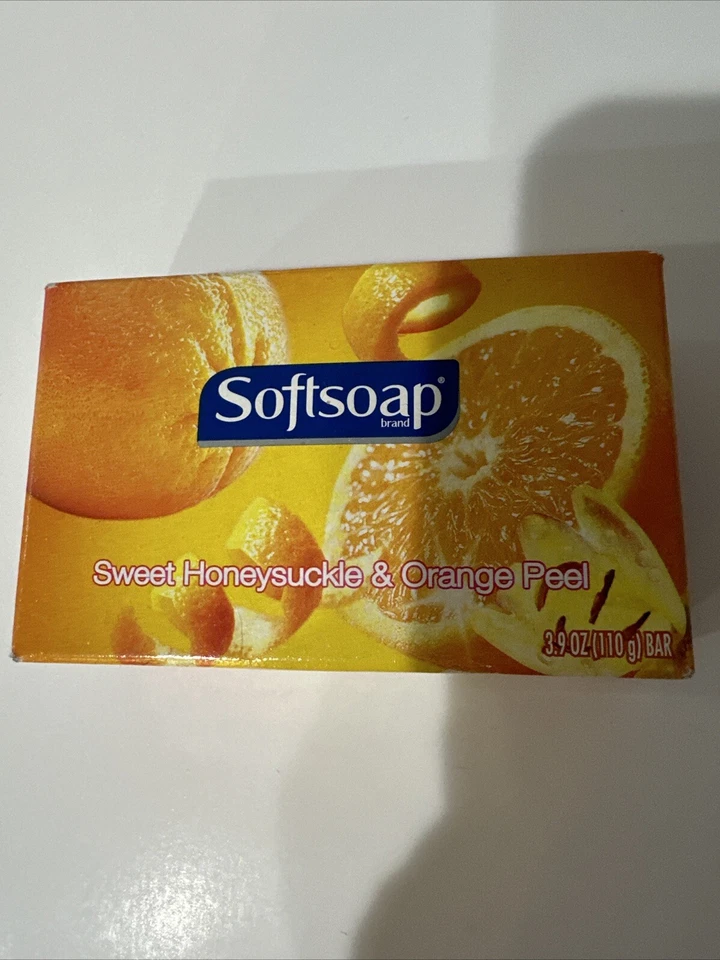 Softsoap®
brand
Sweet Honeysuckle & Orange Peel
3.9 OZ (110 g) BAR